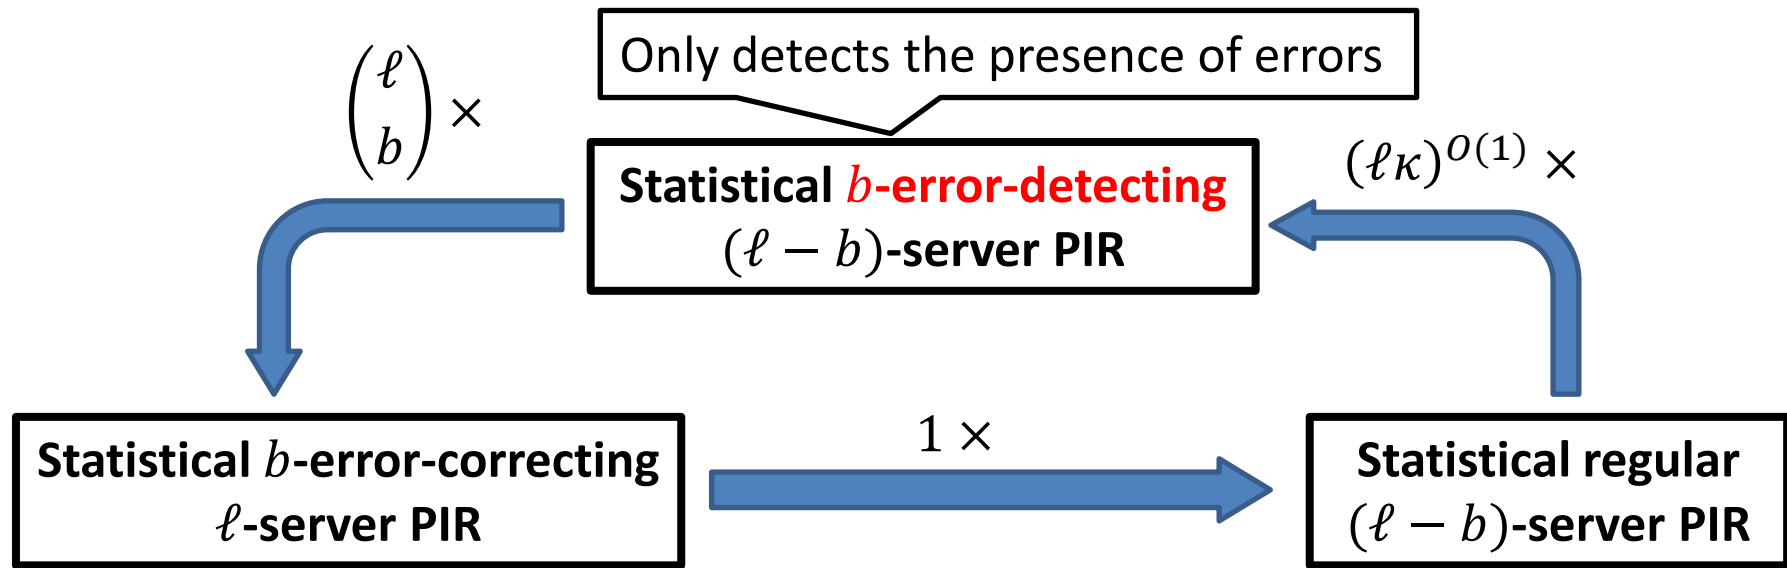 Only detects the presence of errors
(ℓ
b) ×
(ℓκ)^{O(1)} ×
Statistical b-error-detecting
(ℓ − b)-server PIR
Statistical b-error-correcting
ℓ-server PIR
1 ×
Statistical regular
(ℓ − b)-server PIR